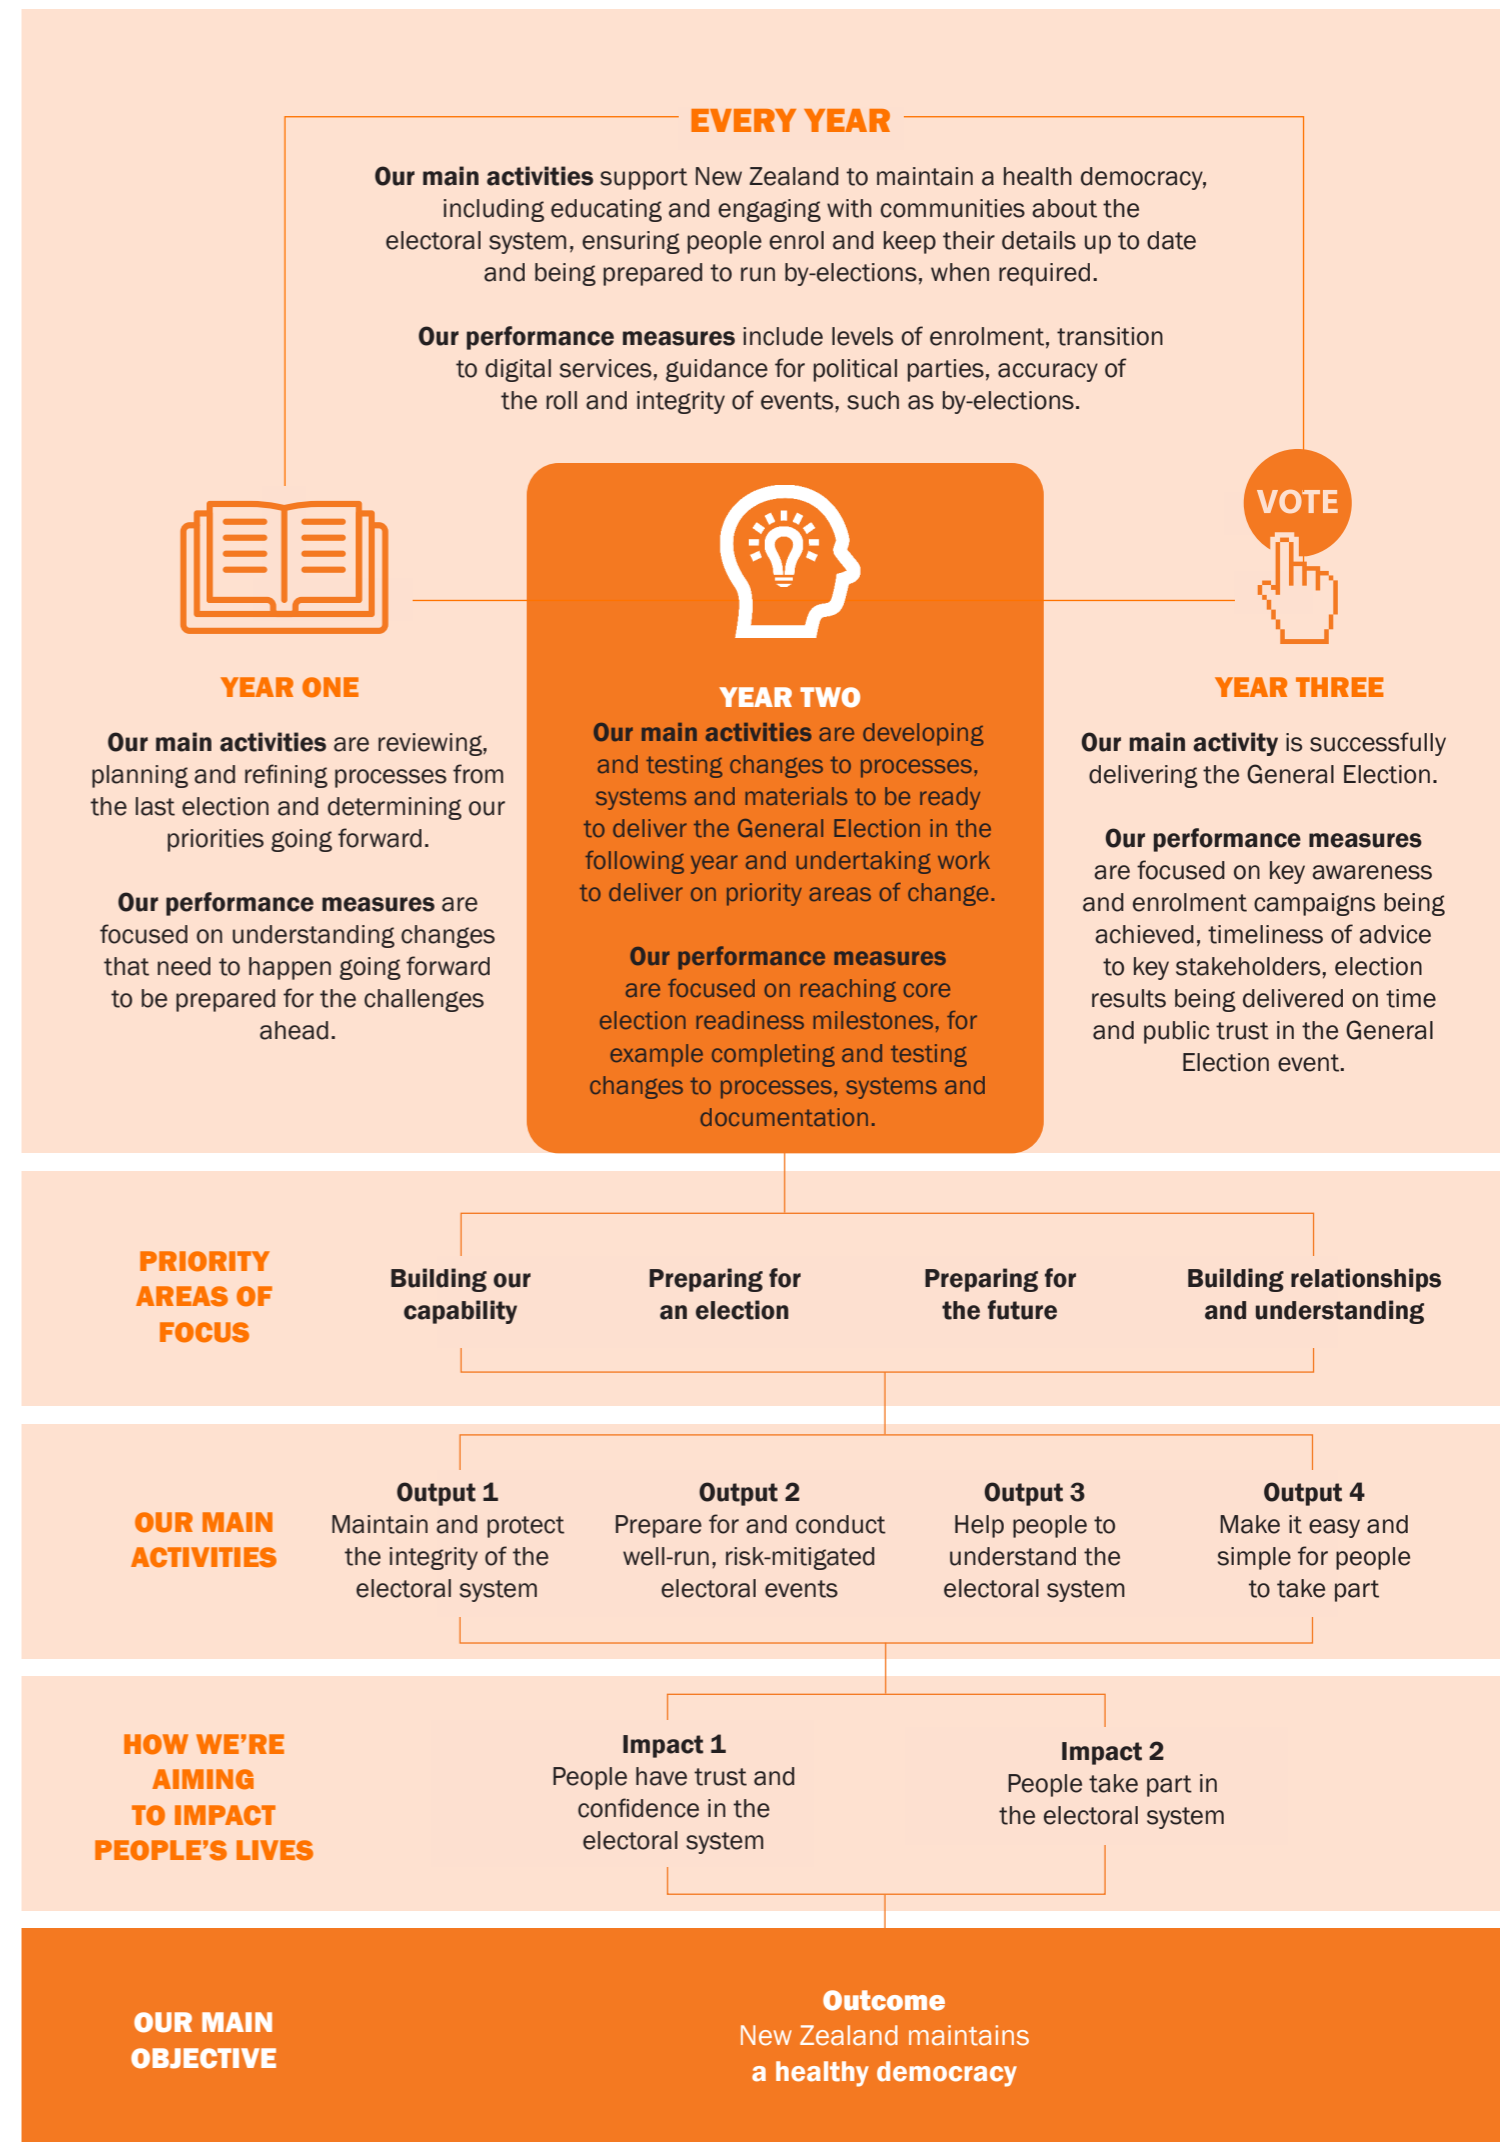 EVERY YEAR
Our main activities support New Zealand to maintain a health democracy,
including educating and engaging with communities about the
electoral system, ensuring people enrol and keep their details up to date
and being prepared to run by-elections, when required.
Our performance measures include levels of enrolment, transition
to digital services, guidance for political parties, accuracy of
the roll and integrity of events, such as by-elections.
YEAR ONE
Our main activities are reviewing,
planning and refining processes from
the last election and determining our
priorities going forward.
Our performance measures are
focused on understanding changes
that need to happen going forward
to be prepared for the challenges
ahead.
YEAR TWO
Our main activities are developing
and testing changes to processes,
systems and materials to be ready
to deliver the General Election in the
following year and undertaking work
to deliver on priority areas of change.
Our performance measures
are focused on reaching core
election readiness milestones, for
example completing and testing
changes to processes, systems and
documentation.
VOTE
YEAR THREE
Our main activity is successfully
delivering the General Election.
Our performance measures
are focused on key awareness
and enrolment campaigns being
achieved, timeliness of advice
to key stakeholders, election
results being delivered on time
and public trust in the General
Election event.
PRIORITY
AREAS OF
FOCUS
Building our
capability
Preparing for
an election
Preparing for
the future
Building relationships
and understanding
OUR MAIN
ACTIVITIES
Output 1
Maintain and protect
the integrity of the
electoral system
Output 2
Prepare for and conduct
well-run, risk-mitigated
electoral events
Output 3
Help people to
understand the
electoral system
Output 4
Make it easy and
simple for people
to take part
HOW WE'RE
AIMING
TO IMPACT
PEOPLE'S LIVES
Impact 1
People have trust and
confidence in the
electoral system
Impact 2
People take part in
the electoral system
OUR MAIN
OBJECTIVE
Outcome
New Zealand maintains
a healthy democracy